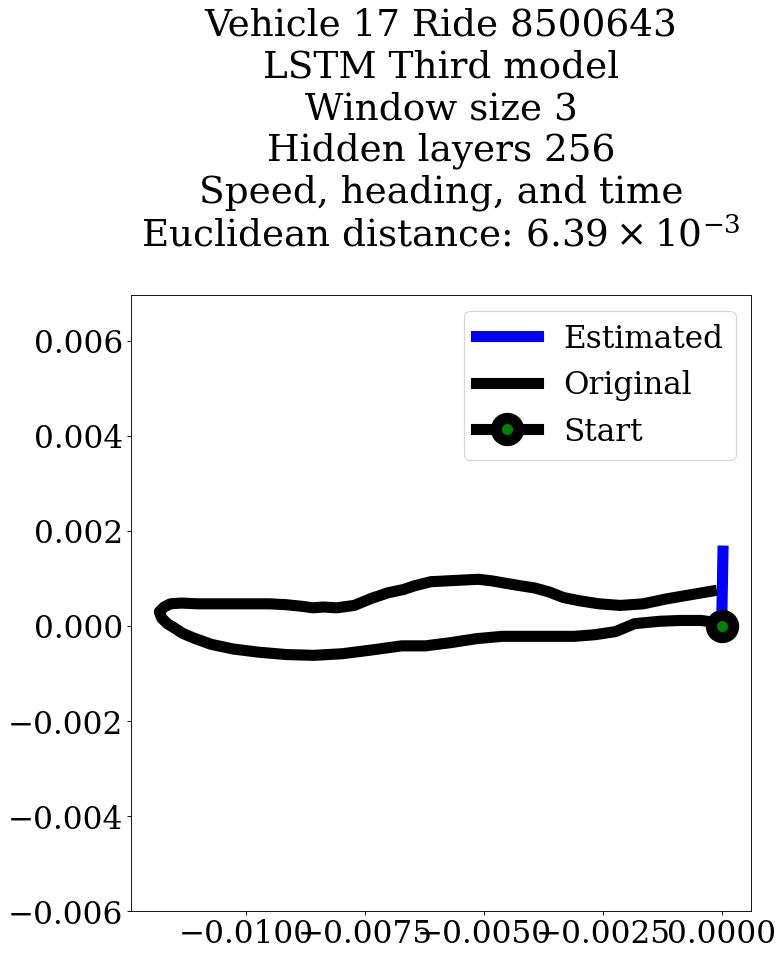 Vehicle 17 Ride 8500643
LSTM Third model
Window size 3
Hidden layers 256
Speed, heading, and time
Euclidean distance: 6.39 × 10⁻³
Estimated
Original
Start
0.006
0.004
0.002
0.000
−0.002
−0.004
−0.006
−0.0100
−0.0075
−0.0050
−0.0025
0.0000